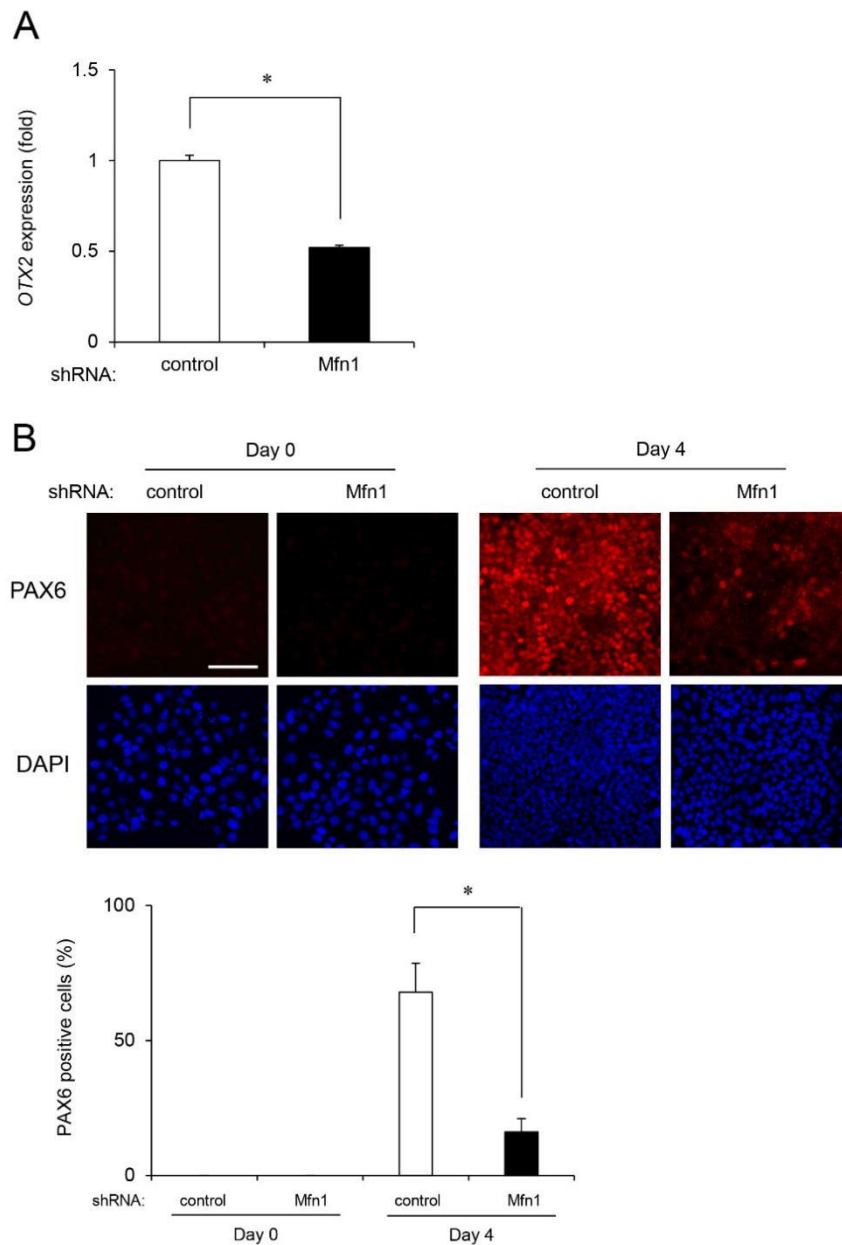 A
1.5
*
1
0.5
0
OTX2 expression (fold)
shRNA: control Mfn1
B
Day 0 Day 4
shRNA: control Mfn1 control Mfn1
PAX6
DAPI
100
*
50
0
PAX6 positive cells (%)
shRNA: control Mfn1 control Mfn1
Day 0 Day 4